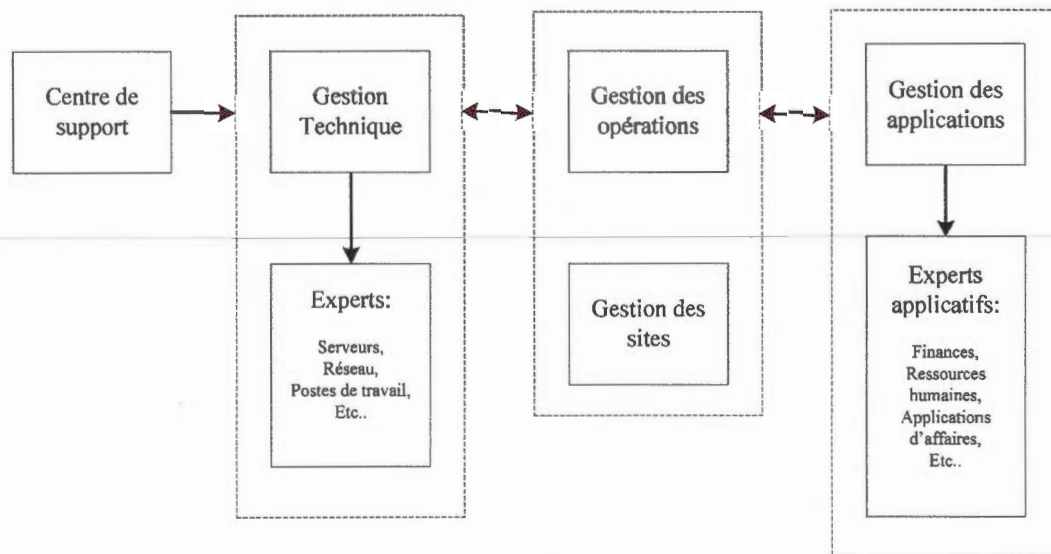 Centre de
support
Gestion
Technique
Gestion des
opérations
Gestion des
applications
Experts:
Serveurs,
Réseau,
Postes de travail,
Etc..
Gestion des
sites
Experts
applicatifs:
Finances,
Ressources
humaines,
Applications
d'affaires,
Etc..